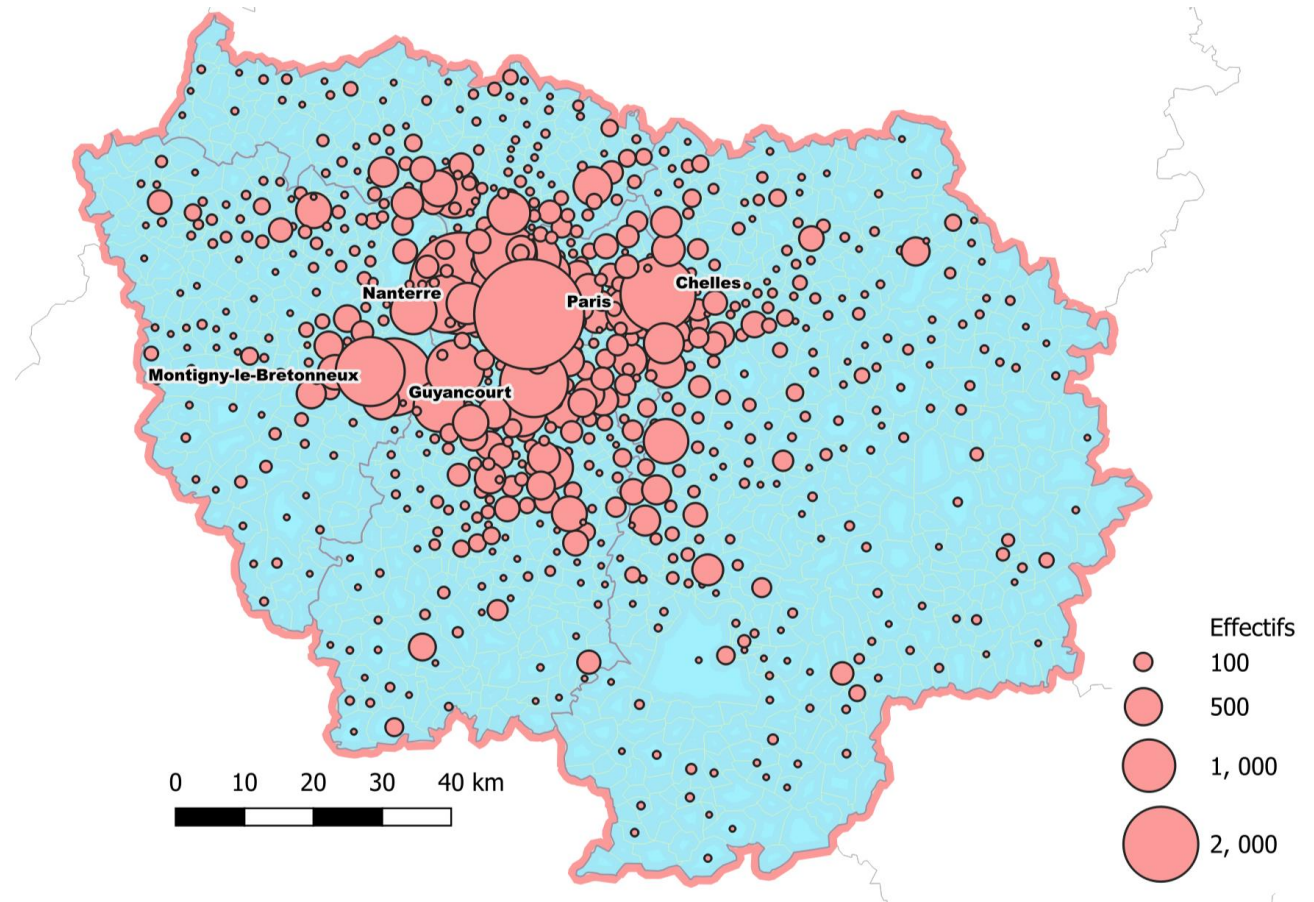 Chelles
Nanterre
Paris
Montigny-le-Bretonneux
Guyancourt
Effectifs
100
500
1, 000
2, 000
0 10 20 30 40 km